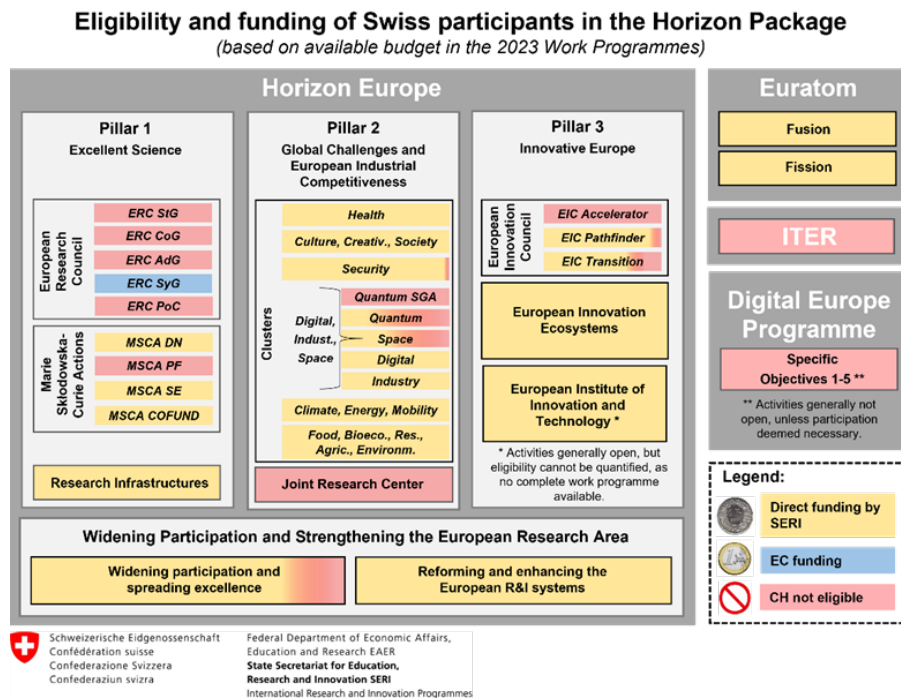 Eligibility and funding of Swiss participants in the Horizon Package
(based on available budget in the 2023 Work Programmes)
Horizon Europe
Pillar 1
Excellent Science
European
Research
Council
ERC StG
ERC CoG
ERC AdG
ERC SyG
ERC PoC
Marie
Sklodowska-
Curie Actions
MSCA DN
MSCA PF
MSCA SE
MSCA COFUND
Research Infrastructures
Pillar 2
Global Challenges and
European Industrial
Competitiveness
Clusters
Health
Culture, Creativ., Society
Security
Digital,
Indust.,
Space
Quantum SGA
Quantum
Space
Digital
Industry
Climate, Energy, Mobility
Food, Bioeco., Res.,
Agric., Environm.
Joint Research Center
Pillar 3
Innovative Europe
European
Innovation
Council
EIC Accelerator
EIC Pathfinder
EIC Transition
European Innovation
Ecosystems
European Institute of
Innovation and
Technology *
* Activities generally open, but
eligibility cannot be quantified, as
no complete work programme
available.
Widening Participation and Strengthening the European Research Area
Widening participation and
spreading excellence
Reforming and enhancing the
European R&I systems
Euratom
Fusion
Fission
ITER
Digital Europe
Programme
Specific
Objectives 1-5 **
** Activities generally not
open, unless participation
deemed necessary.
Legend:
Direct funding by
SERI
EC funding
CH not eligible
Schweizerische Eidgenossenschaft
Confédération suisse
Confederazione Svizzera
Confederaziun svizra
Federal Department of Economic Affairs,
Education and Research EAER
State Secretariat for Education,
Research and Innovation SERI
International Research and Innovation Programmes